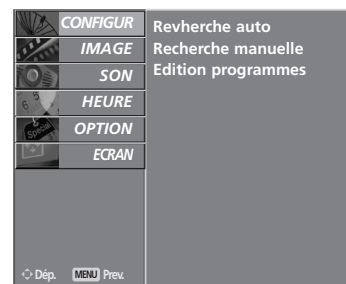 CONFIGUR
IMAGE
SON
HEURE
OPTION
ECRAN
Revherche auto
Recherche manuelle
Edition programmes
Dép. MENU Prev.